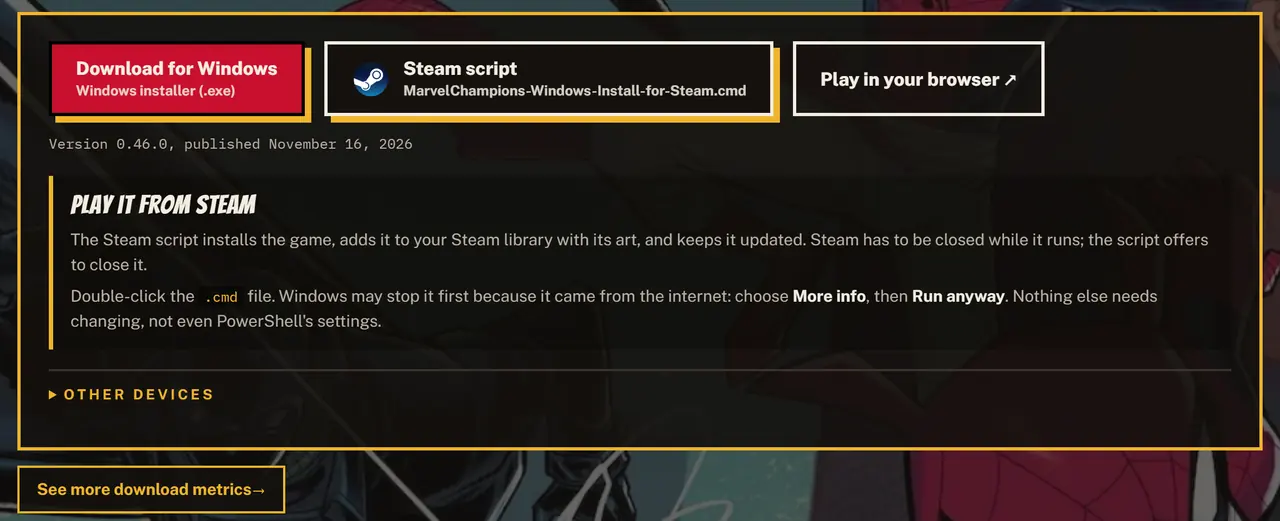 Download for Windows
Windows installer (.exe)
Steam script
MarvelChampions-Windows-Install-for-Steam.cmd
Play in your browser ↗
Version 0.46.0, published November 16, 2026
PLAY IT FROM STEAM
The Steam script installs the game, adds it to your Steam library with its art, and keeps it updated. Steam has to be closed while it runs; the script offers
to close it.
Double-click the .cmd file. Windows may stop it first because it came from the internet: choose More info, then Run anyway. Nothing else needs
changing, not even PowerShell's settings.
▶ OTHER DEVICES
See more download metrics→